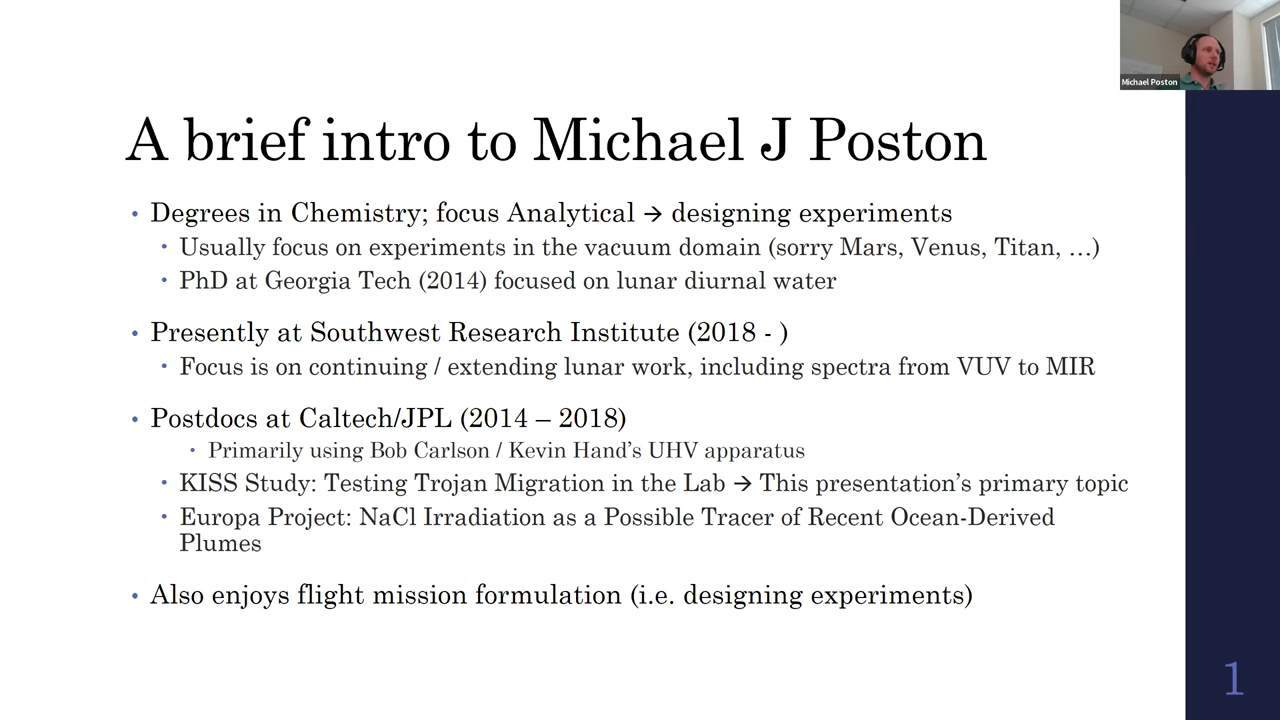 Michael Poston
A brief intro to Michael J Poston
• Degrees in Chemistry; focus Analytical → designing experiments
• Usually focus on experiments in the vacuum domain (sorry Mars, Venus, Titan, …)
• PhD at Georgia Tech (2014) focused on lunar diurnal water
• Presently at Southwest Research Institute (2018 - )
• Focus is on continuing / extending lunar work, including spectra from VUV to MIR
• Postdocs at Caltech/JPL (2014 – 2018)
• Primarily using Bob Carlson / Kevin Hand’s UHV apparatus
• KISS Study: Testing Trojan Migration in the Lab → This presentation’s primary topic
• Europa Project: NaCl Irradiation as a Possible Tracer of Recent Ocean-Derived
Plumes
• Also enjoys flight mission formulation (i.e. designing experiments)
1